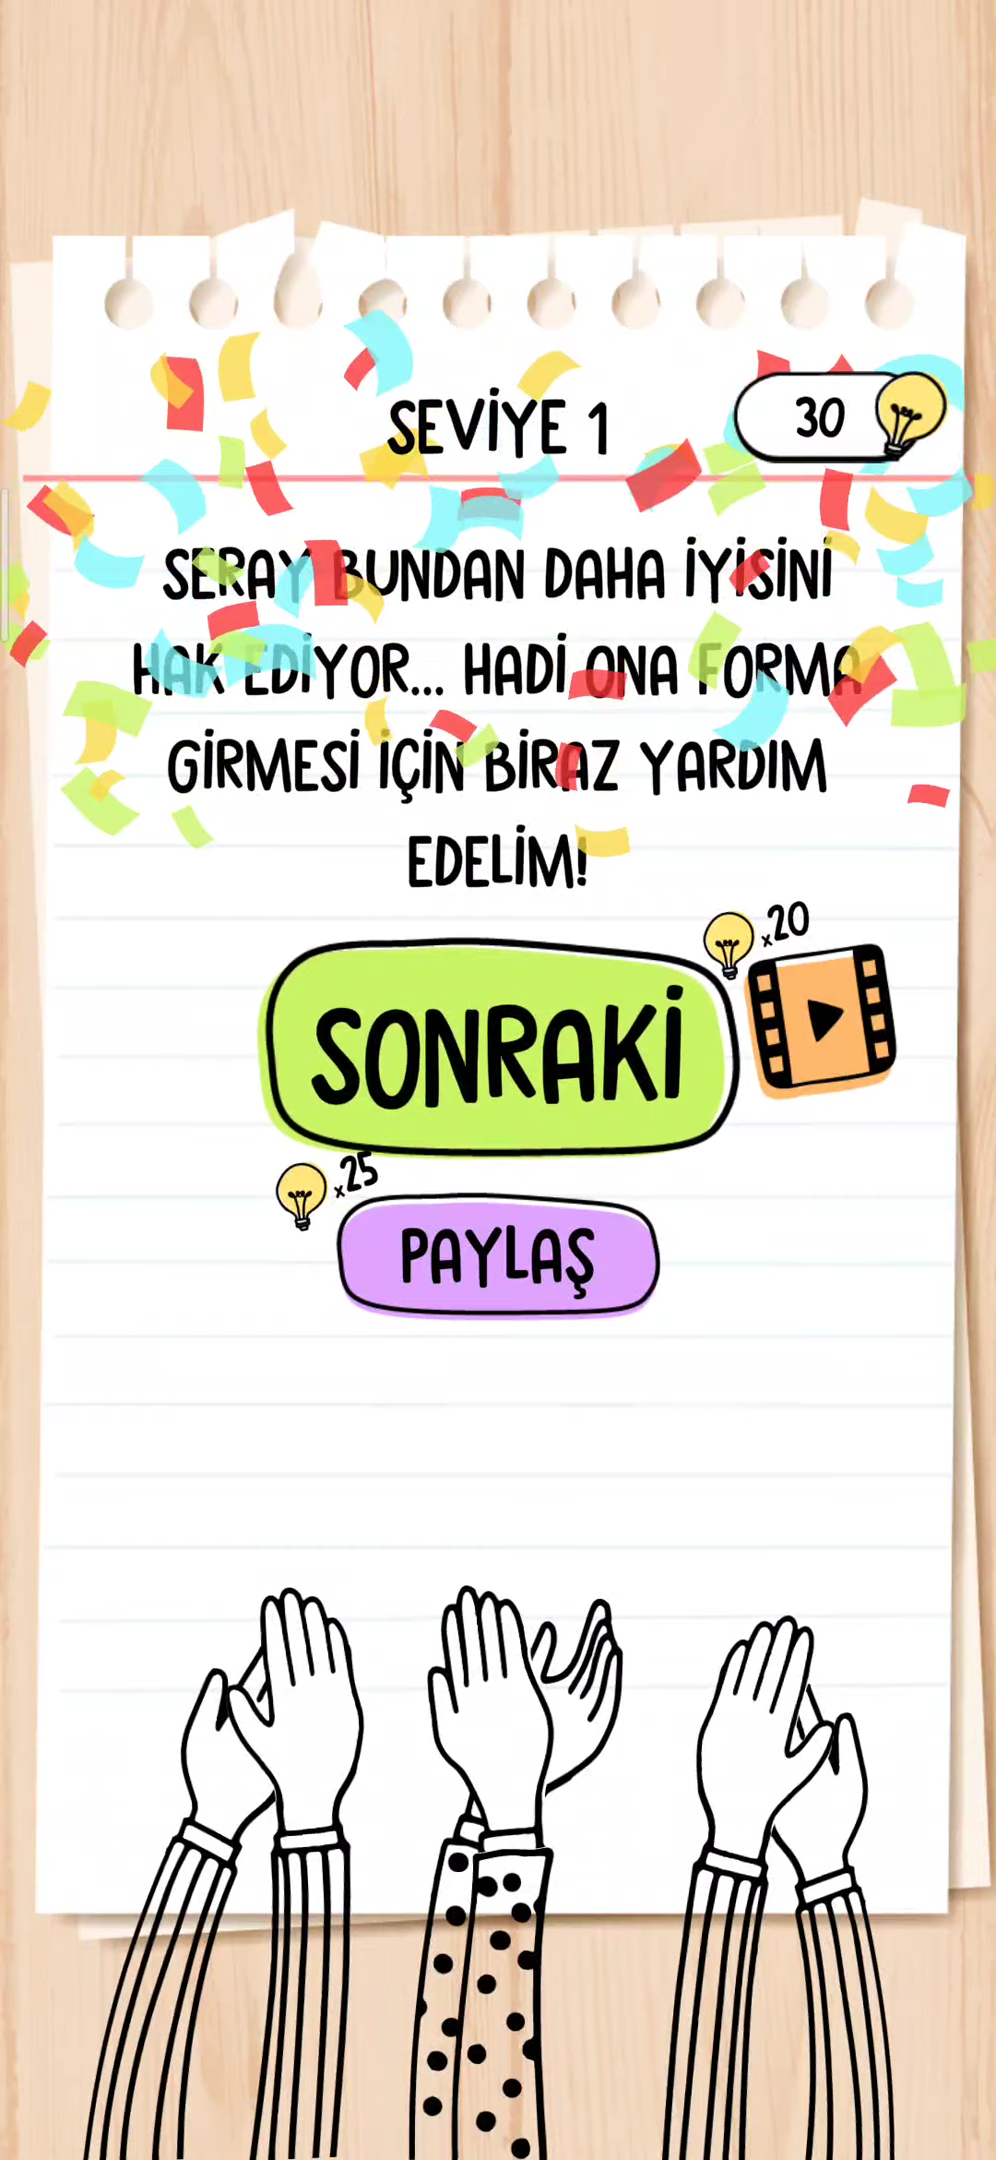 SEVİYE 1
30
SERAY BUNDAN DAHA İYİSİNİ
HAK EDİYOR... HADİ ONA FORMA
GİRMESİ İÇİN BİRAZ YARDIM
EDELİM!
x20
SONRAKİ
x25
PAYLAŞ